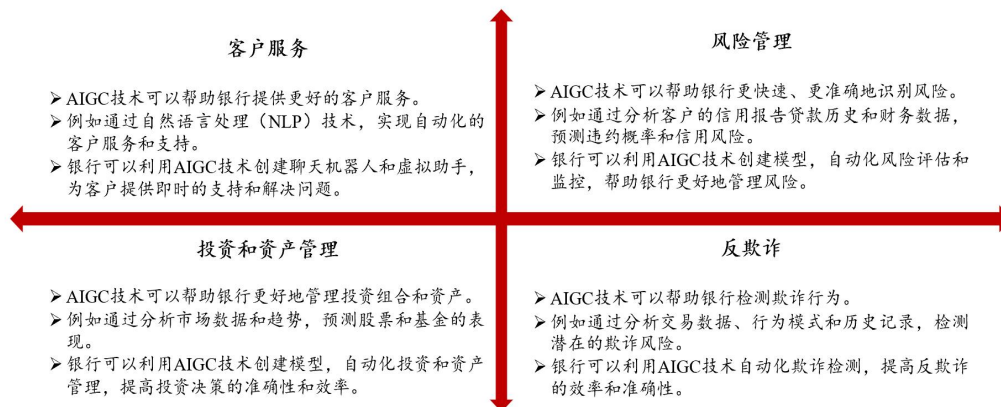 客户服务
➢AIGC技术可以帮助银行提供更好的客户服务。
➢例如通过自然语言处理（NLP）技术，实现自动化的
客户服务和支持。
➢银行可以利用AIGC技术创建聊天机器人和虚拟助手，
为客户提供即时的支持和解决问题。
风险管理
➢AIGC技术可以帮助银行更快速、更准确地识别风险。
➢例如通过分析客户的信用报告贷款历史和财务数据，
预测违约概率和信用风险。
➢银行可以利用AIGC技术创建模型，自动化风险评估和
监控，帮助银行更好地管理风险。
投资和资产管理
➢AIGC技术可以帮助银行更好地管理投资组合和资产。
➢例如通过分析市场数据和趋势，预测股票和基金的表
现。
➢银行可以利用AIGC技术创建模型，自动化投资和资产
管理，提高投资决策的准确性和效率。
反欺诈
➢AIGC技术可以帮助银行检测欺诈行为。
➢例如通过分析交易数据、行为模式和历史记录，检测
潜在的欺诈风险。
➢银行可以利用AIGC技术自动化欺诈检测，提高反欺诈
的效率和准确性。